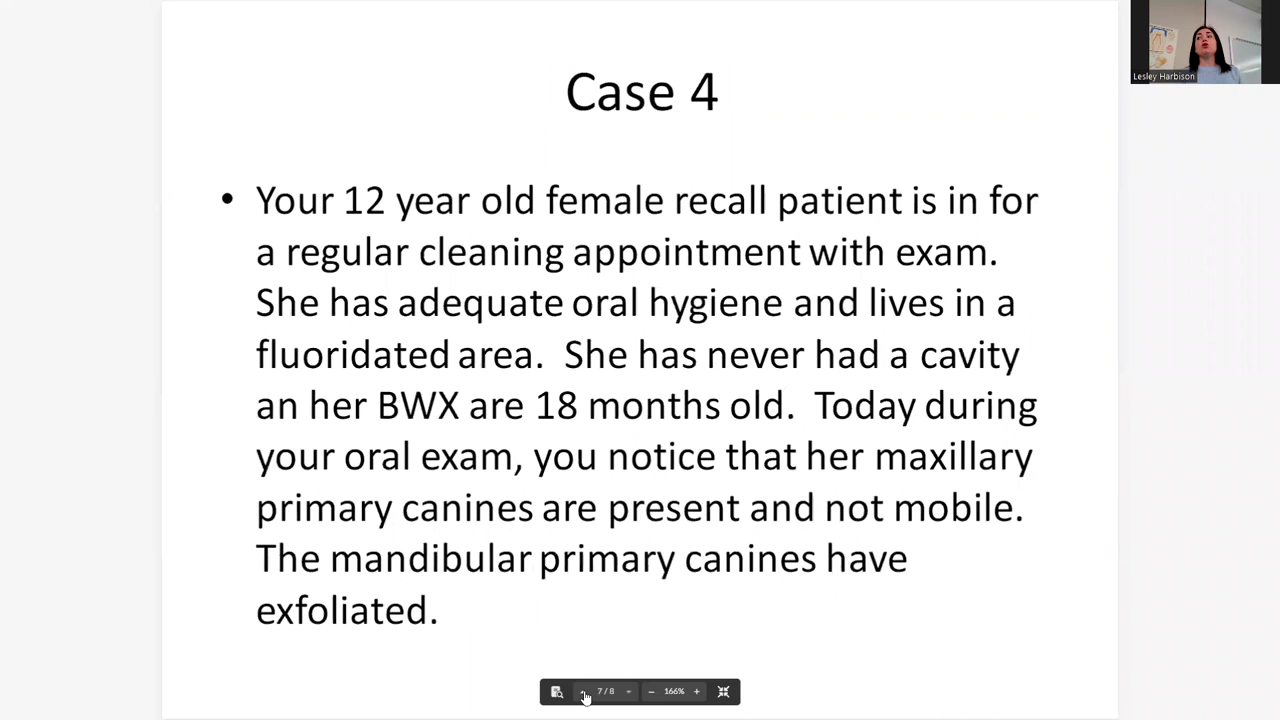 Case 4
• Your 12 year old female recall patient is in for
a regular cleaning appointment with exam.
She has adequate oral hygiene and lives in a
fluoridated area.  She has never had a cavity
an her BWX are 18 months old.  Today during
your oral exam, you notice that her maxillary
primary canines are present and not mobile.
The mandibular primary canines have
exfoliated.
Lesley Harbison
7 / 8
166%